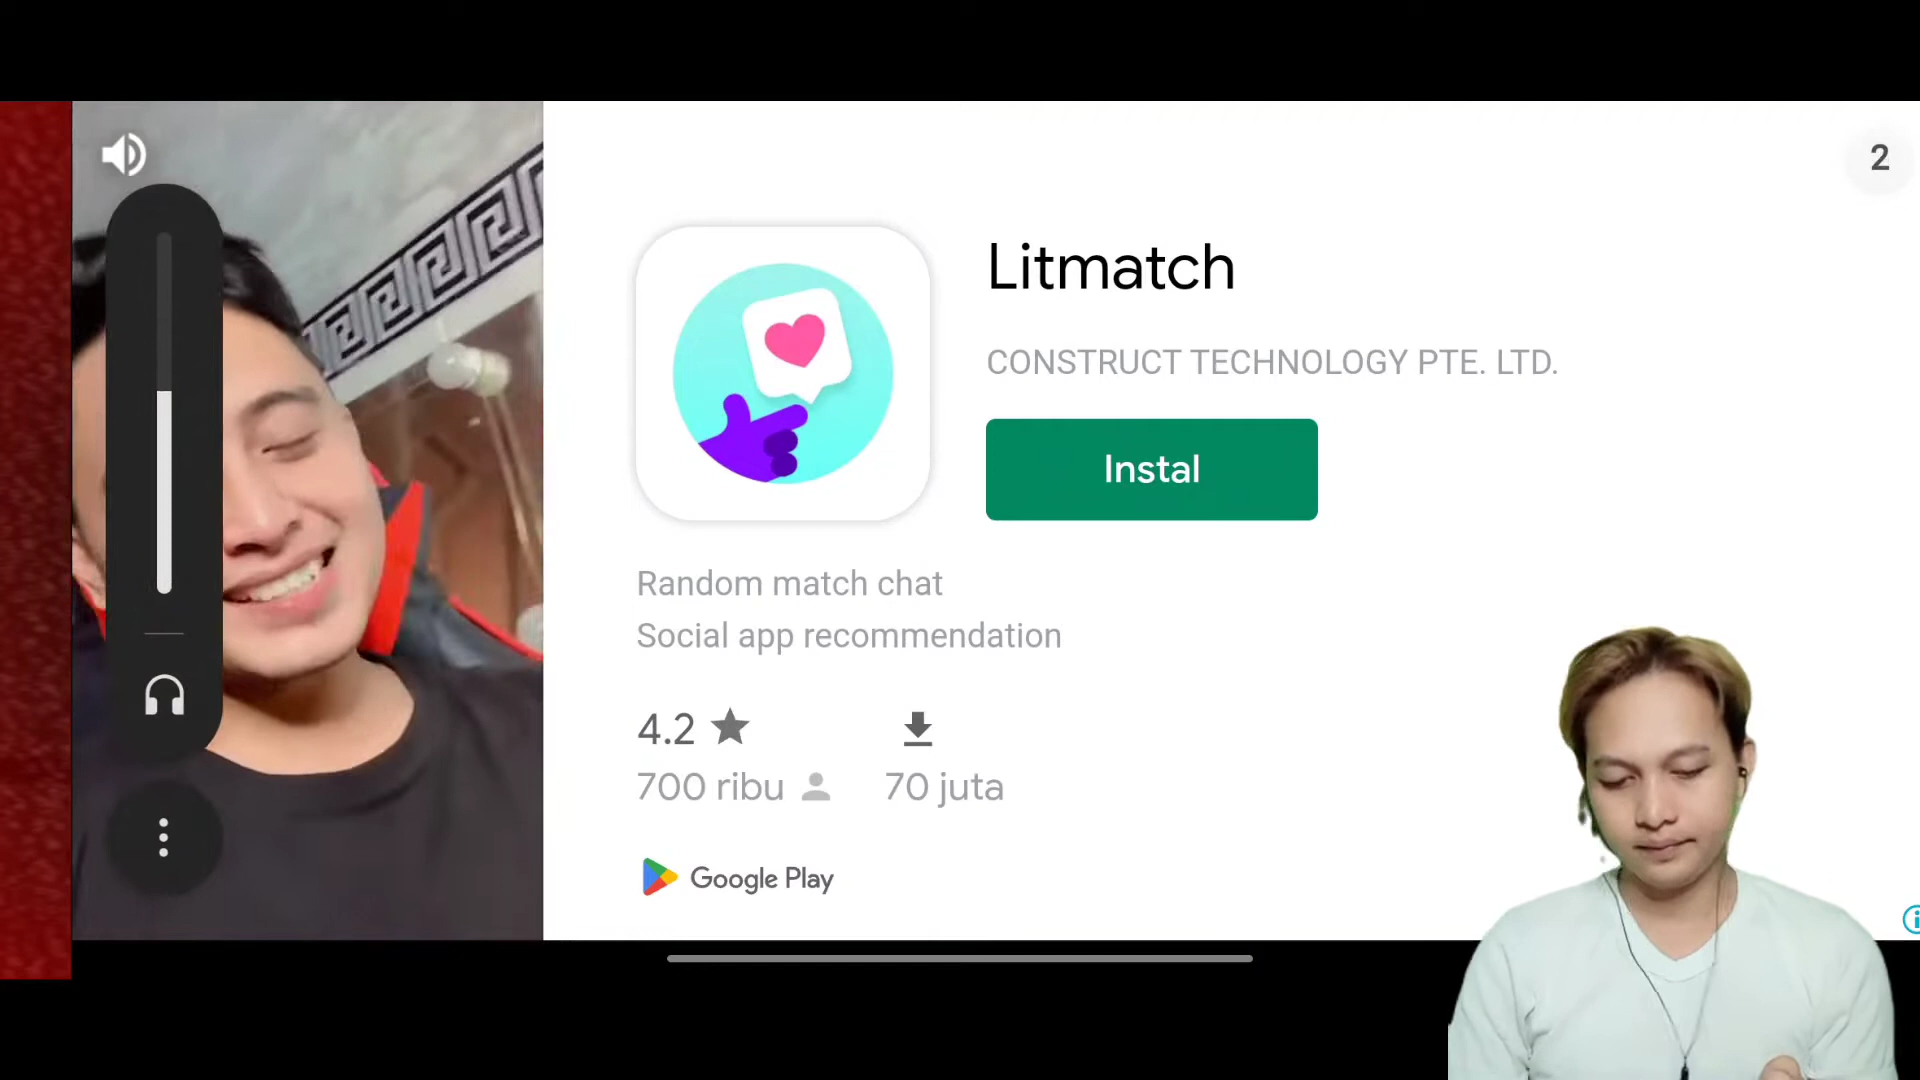 2
Litmatch
CONSTRUCT TECHNOLOGY PTE. LTD.
Instal
Random match chat
Social app recommendation
4.2
700 ribu
70 juta
Google Play